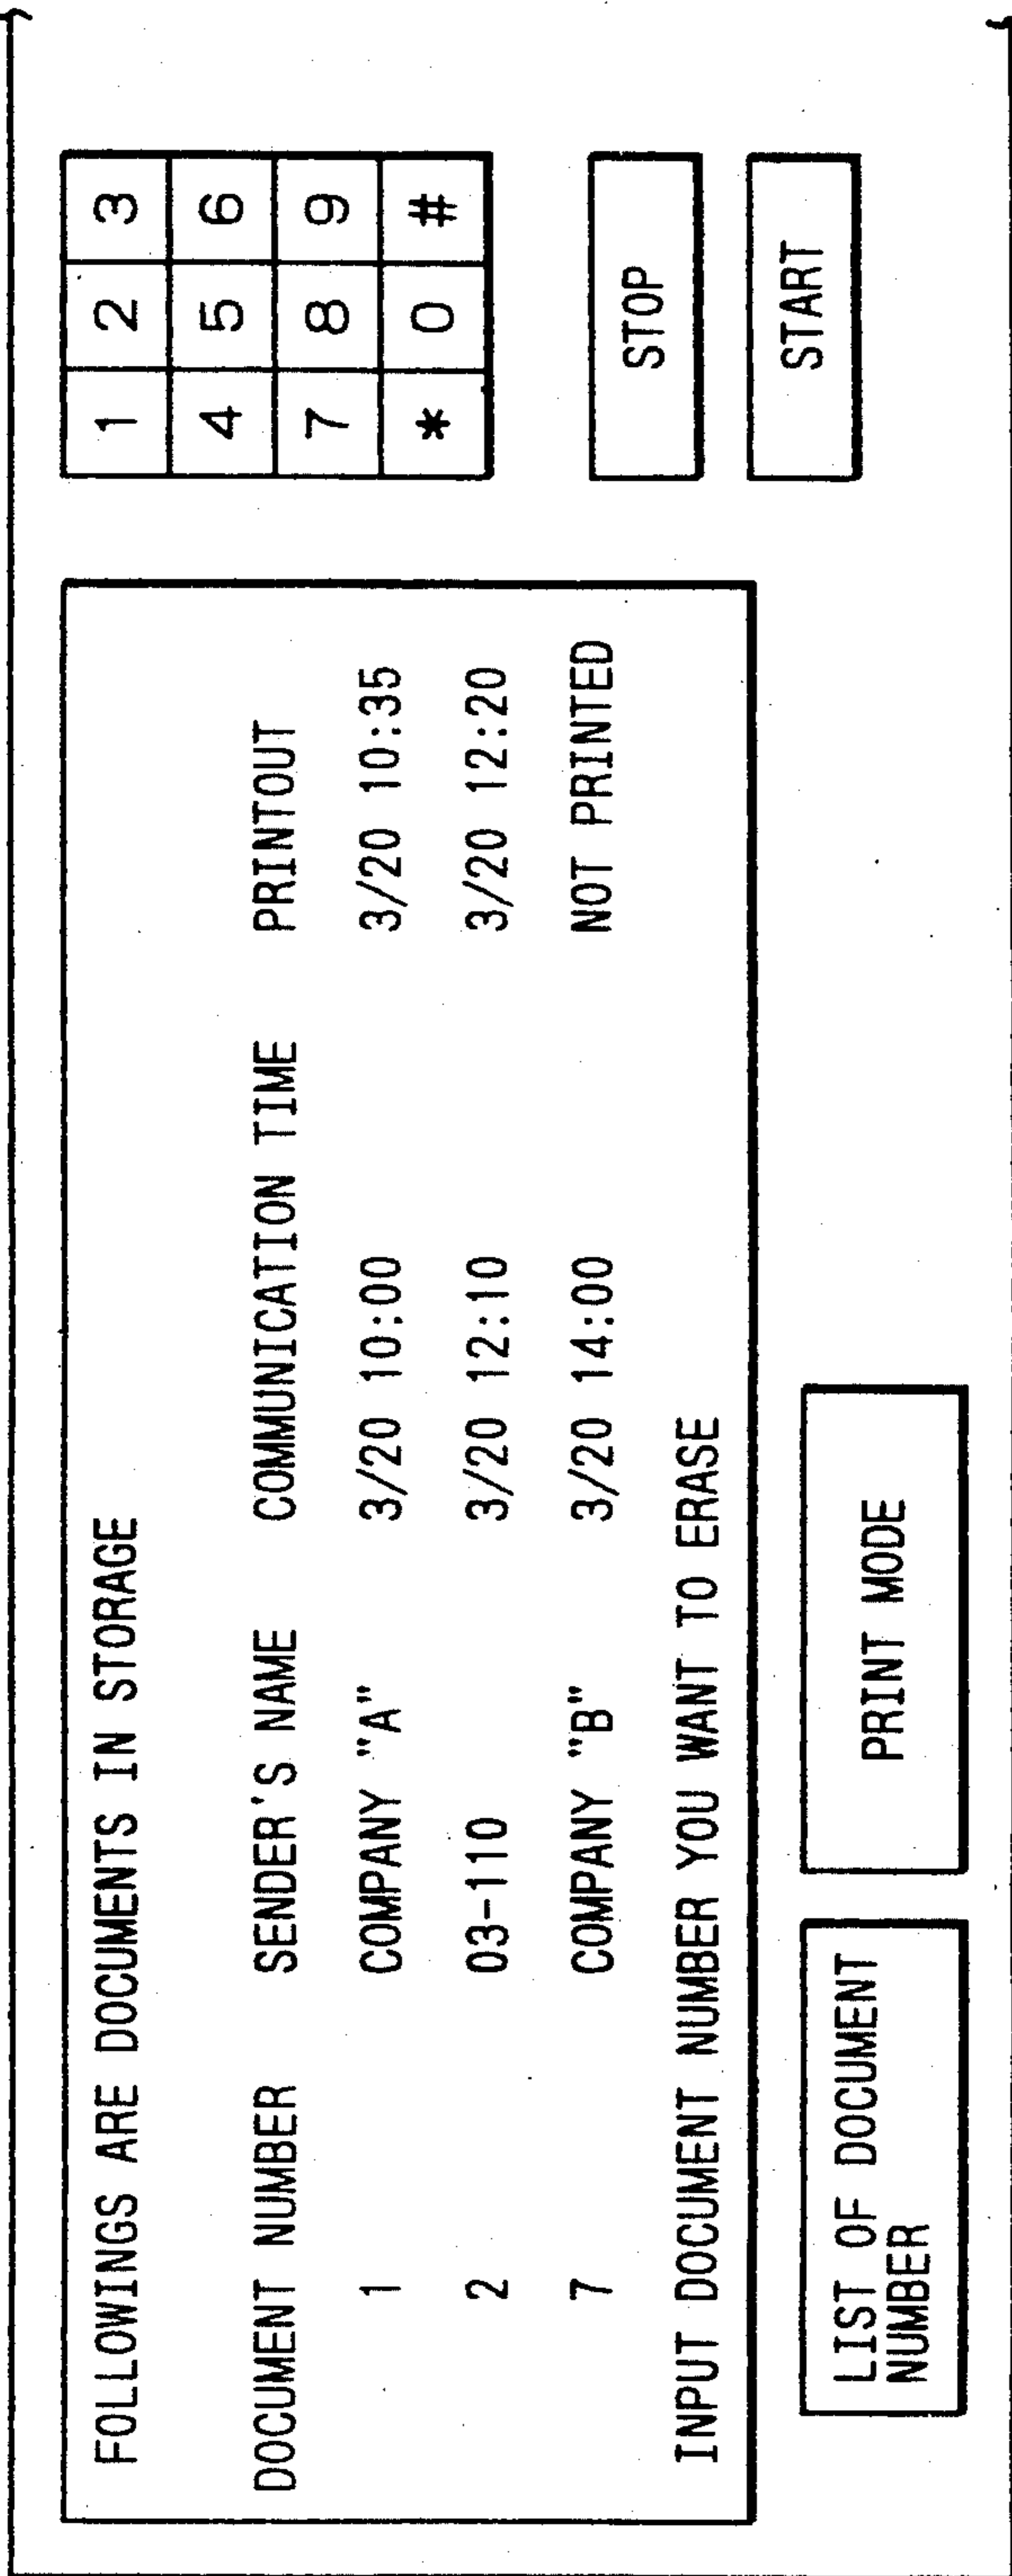 FOLLOWINGS ARE DOCUMENTS IN STORAGE
DOCUMENT NUMBER SENDER'S NAME COMMUNICATION TIME PRINTOUT
1 COMPANY "A" 3/20 10:00 3/20 10:35
2 03-110 3/20 12:10 3/20 12:20
7 COMPANY "B" 3/20 14:00 NOT PRINTED
INPUT DOCUMENT NUMBER YOU WANT TO ERASE
LIST OF DOCUMENT
NUMBER
PRINT MODE
1 2 3
4 5 6
7 8 9
* 0 #
STOP
START